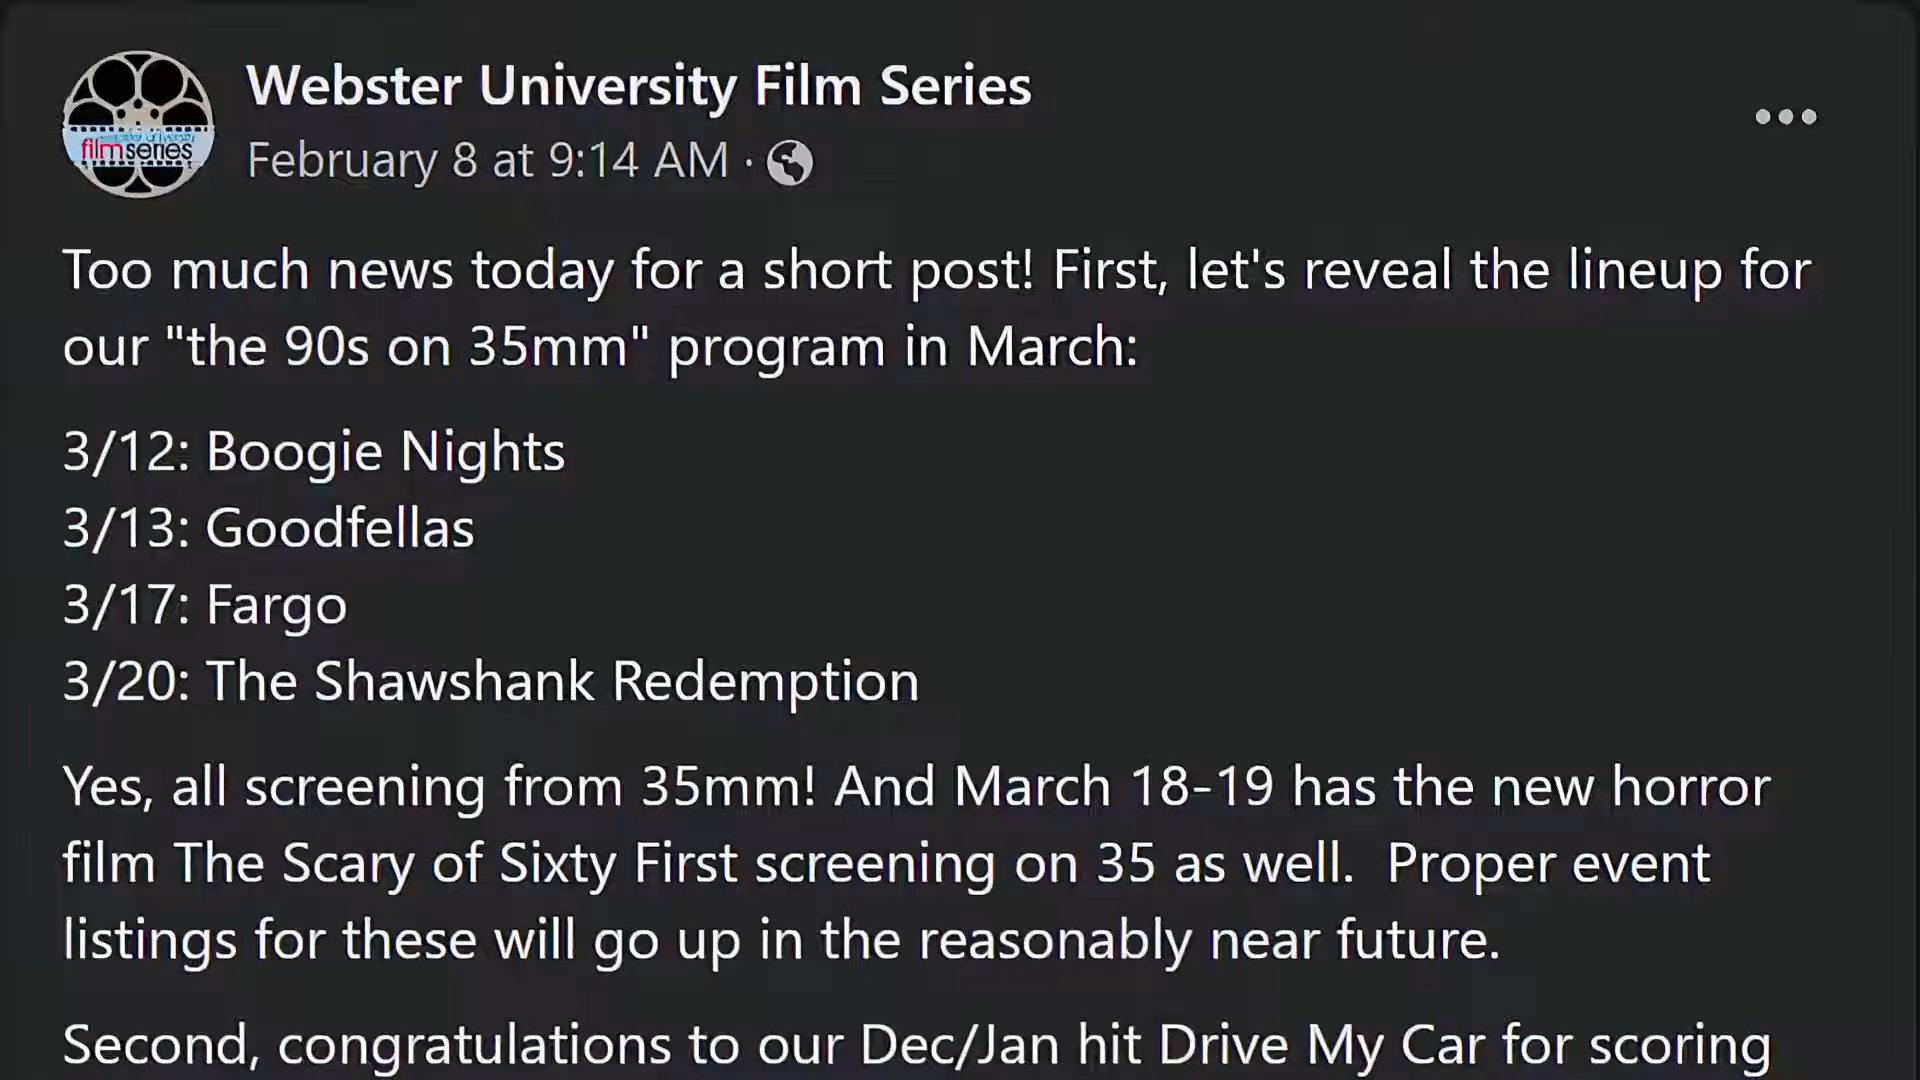 Webster University Film Series
February 8 at 9:14 AM ·
film series
Too much news today for a short post! First, let's reveal the lineup for
our "the 90s on 35mm" program in March:
3/12: Boogie Nights
3/13: Goodfellas
3/17: Fargo
3/20: The Shawshank Redemption
Yes, all screening from 35mm! And March 18-19 has the new horror
film The Scary of Sixty First screening on 35 as well.  Proper event
listings for these will go up in the reasonably near future.
Second, congratulations to our Dec/Jan hit Drive My Car for scoring